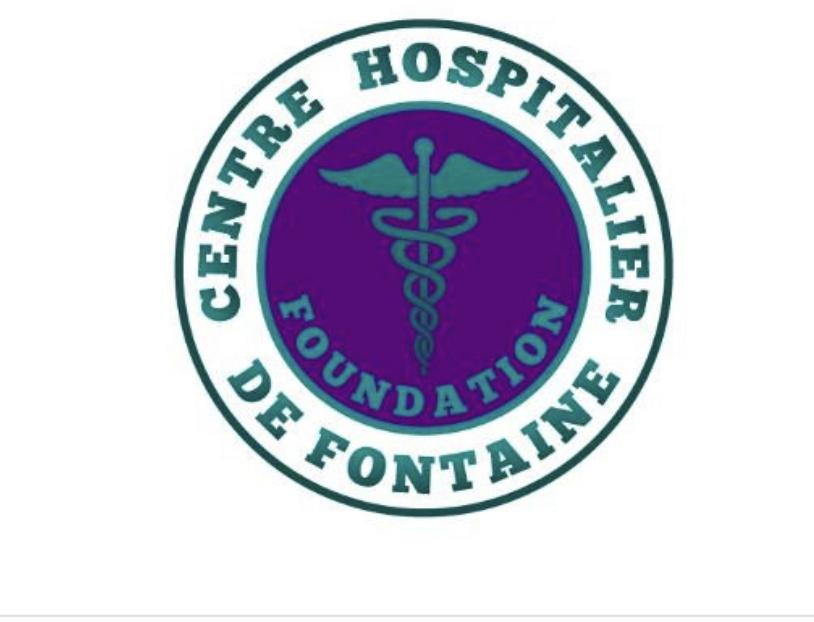 CENTRE HOSPITALIER
DE FONTAINE
FOUNDATION